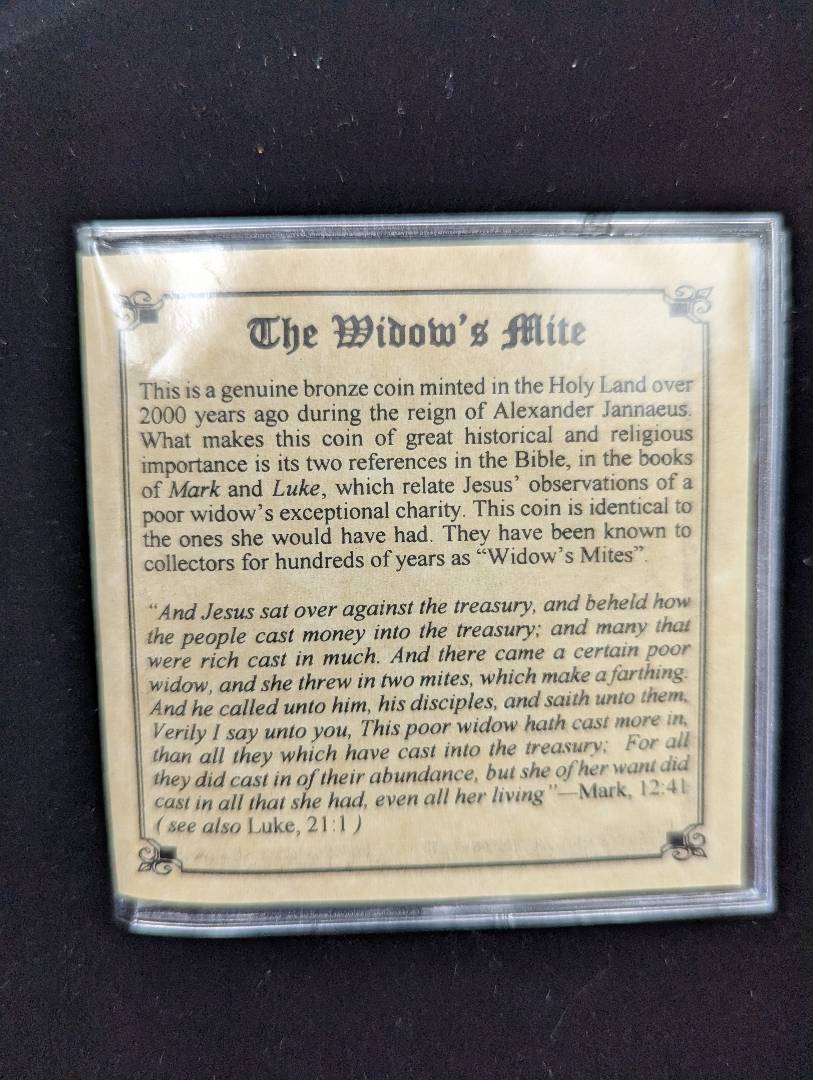 The Widow's Mite
This is a genuine bronze coin minted in the Holy Land over
2000 years ago during the reign of Alexander Jannaeus.
What makes this coin of great historical and religious
importance is its two references in the Bible, in the books
of Mark and Luke, which relate Jesus' observations of a
poor widow's exceptional charity. This coin is identical to
the ones she would have had. They have been known to
collectors for hundreds of years as "Widow's Mites".
"And Jesus sat over against the treasury, and beheld how
the people cast money into the treasury; and many that
were rich cast in much. And there came a certain poor
widow, and she threw in two mites, which make a farthing.
And he called unto him, his disciples, and saith unto them,
Verily I say unto you, This poor widow hath cast more in,
than all they which have cast into the treasury: For all
they did cast in of their abundance, but she of her want did
cast in all that she had, even all her living"—Mark, 12:41
( see also Luke, 21:1 )